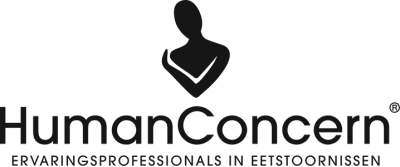 HumanConcern®
ERVARINGSPROFESSIONALS IN EETSTOORNISSEN